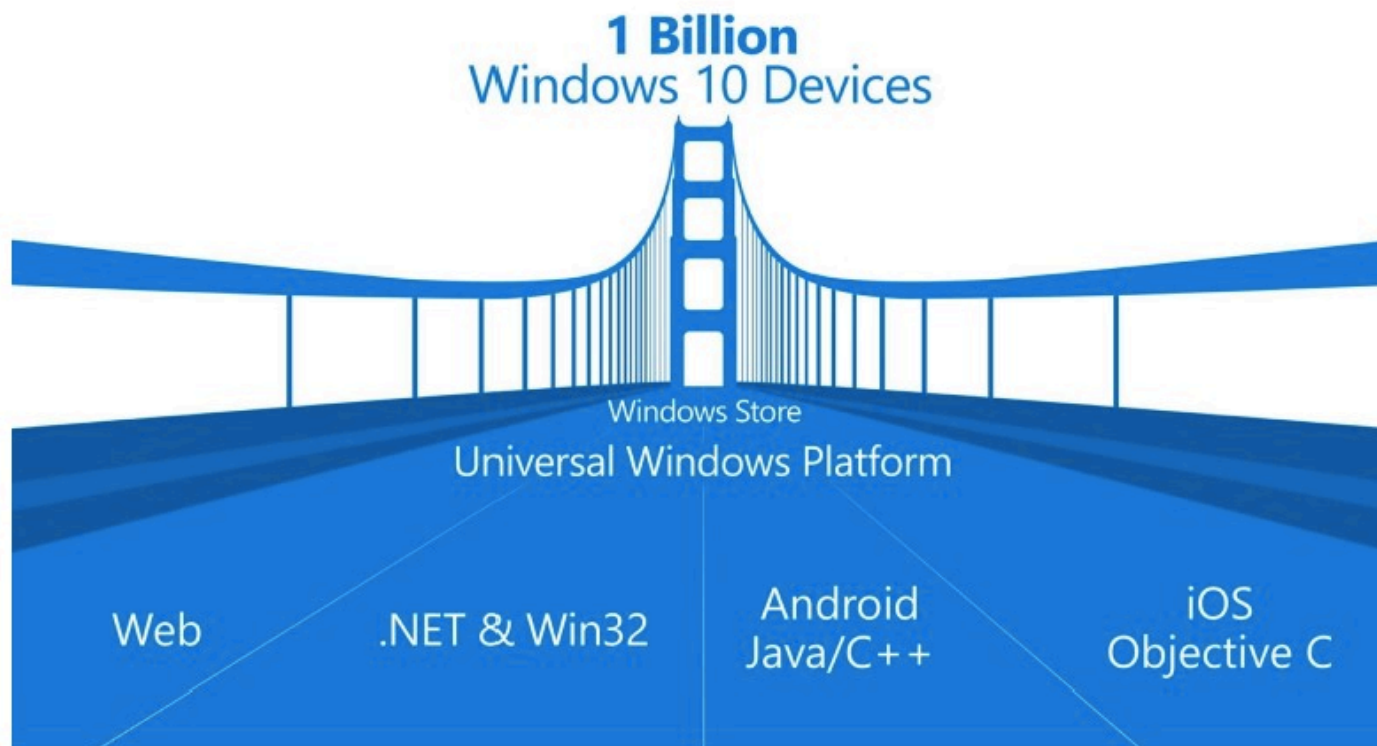 1 Billion
Windows 10 Devices
Windows Store
Universal Windows Platform
Web
.NET & Win32
Android
Java/C++
iOS
Objective C